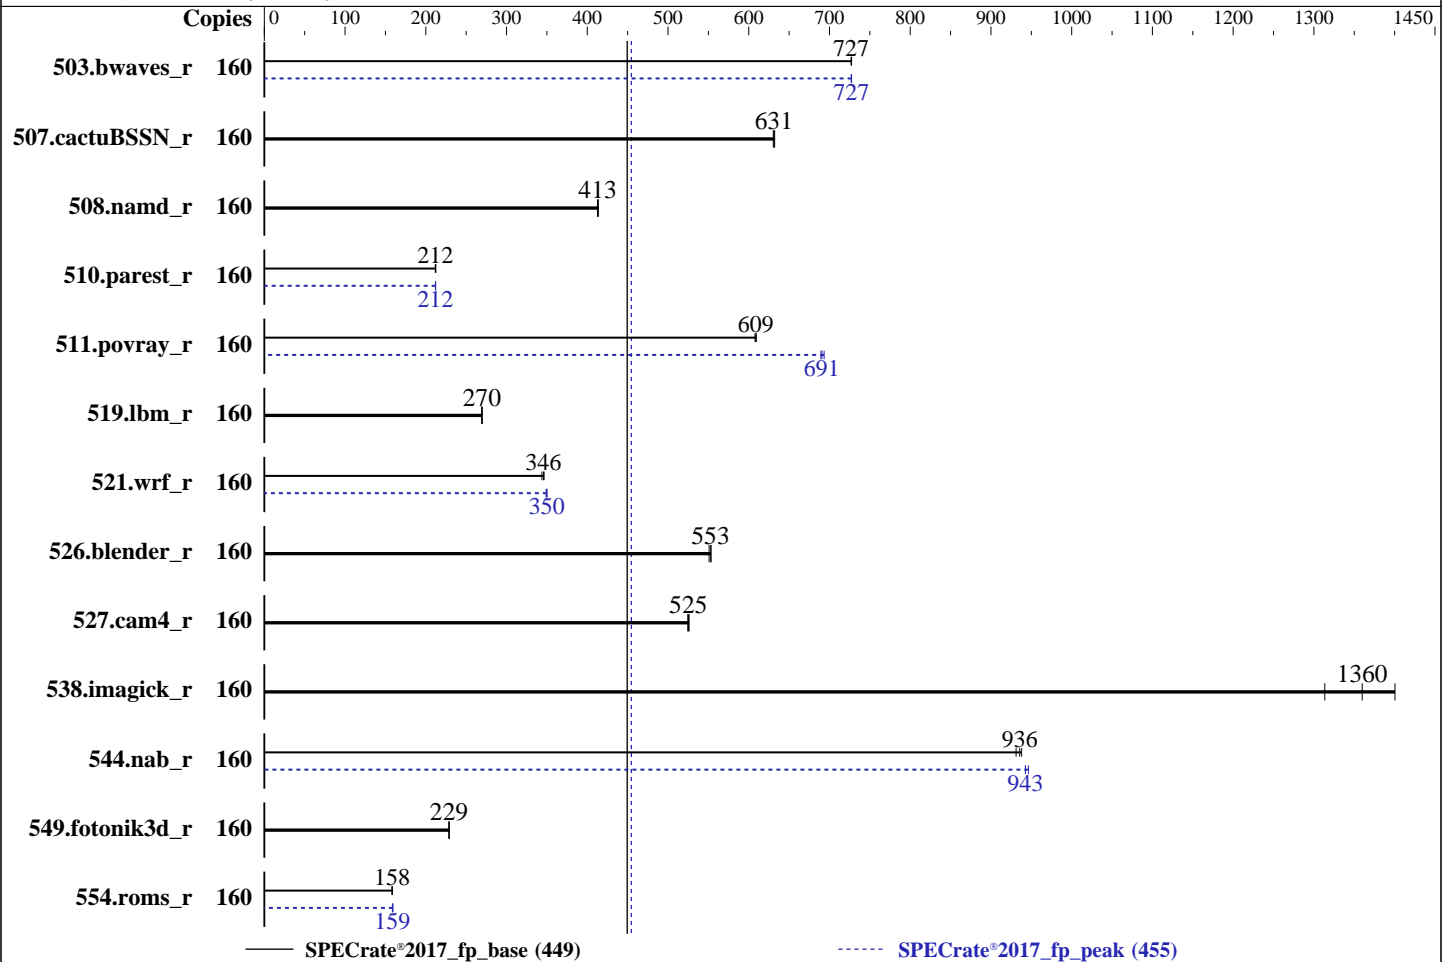 Copies 0 100 200 300 400 500 600 700 800 900 1000 1100 1200 1300 1450
503.bwaves_r 160 727
727
507.cactuBSSN_r 160 631
508.namd_r 160 413
510.parest_r 160 212
212
511.povray_r 160 609
691
519.lbm_r 160 270
521.wrf_r 160 346
350
526.blender_r 160 553
527.cam4_r 160 525
538.imagick_r 160 1360
544.nab_r 160 936
943
549.fotonik3d_r 160 229
554.roms_r 160 158
159
SPECrate®2017_fp_base (449) SPECrate®2017_fp_peak (455)